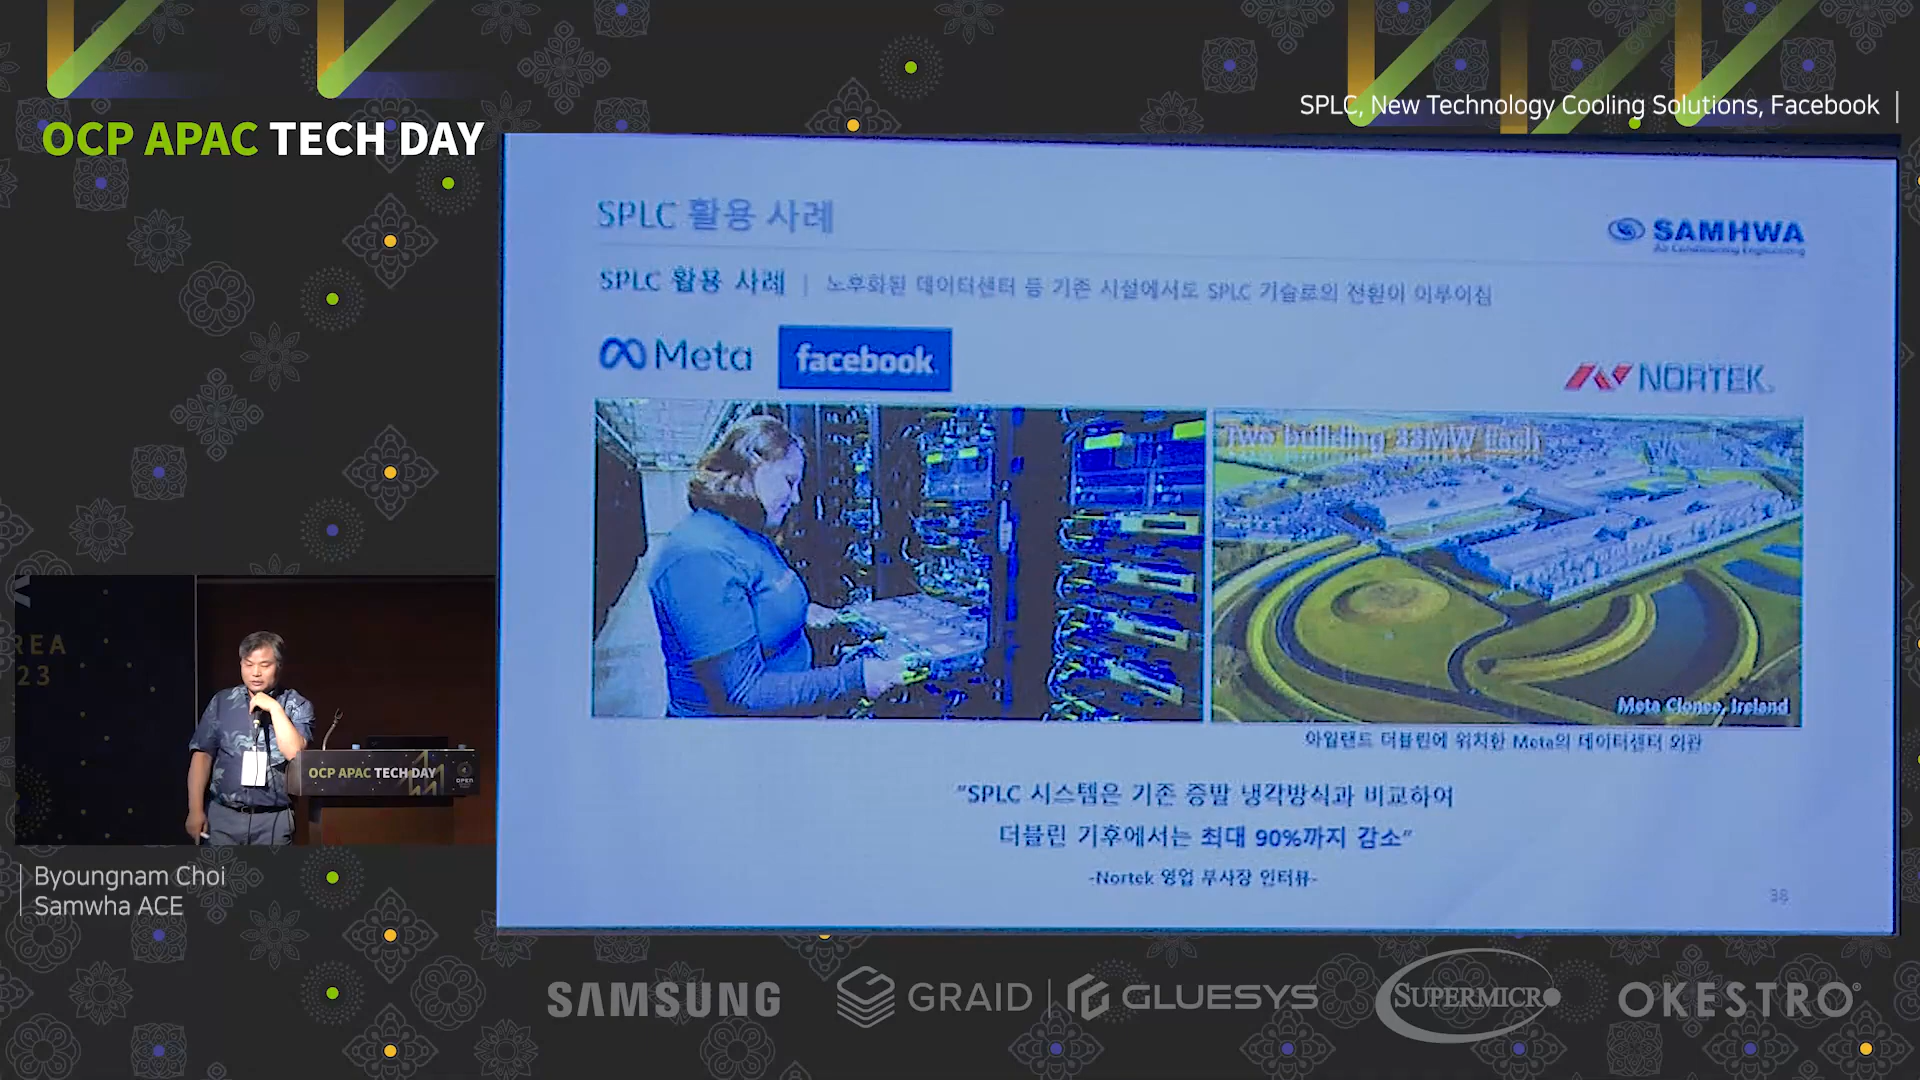 SPLC, New Technology Cooling Solutions, Facebook
OCP APAC TECH DAY
SPLC 활용 사례
SAMHWA
Air Conditioning Engineering
SPLC 활용 사례 | 노후화된 데이터센터 등 기존 시설에서도 SPLC 기술로의 전환이 이루어짐
Meta
facebook
NORTEK
Two building 33MW Each
Meta Clonee, Ireland
아일랜드 더블린에 위치한 Meta의 데이터센터 외관
"SPLC 시스템은 기존 증발 냉각방식과 비교하여
더블린 기후에서는 최대 90%까지 감소"
-Nortek 영업 부사장 인터뷰-
38
REA
23
OCP APAC TECH DAY
OPEN
Byoungnam Choi
Samwha ACE
SAMSUNG
GRAID
GLUESYS
SUPERMICRO
OKESTRO